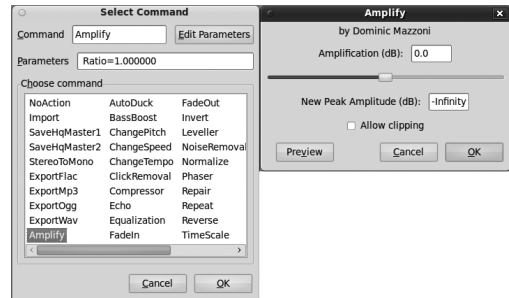 Select Command
Command Amplify Edit Parameters
Parameters Ratio=1.000000
Choose command
NoAction AutoDuck FadeOut
Import BassBoost Invert
SaveHqMaster1 ChangePitch Leveller
SaveHqMaster2 ChangeSpeed NoiseRemoval
StereoToMono ChangeTempo Normalize
ExportFlac ClickRemoval Phaser
ExportMp3 Compressor Repair
ExportOgg Echo Repeat
ExportWav Equalization Reverse
Amplify FadeIn TimeScale
Cancel OK
Amplify
by Dominic Mazzoni
Amplification (dB): 0.0
New Peak Amplitude (dB): -Infinity
Allow clipping
Preview Cancel OK